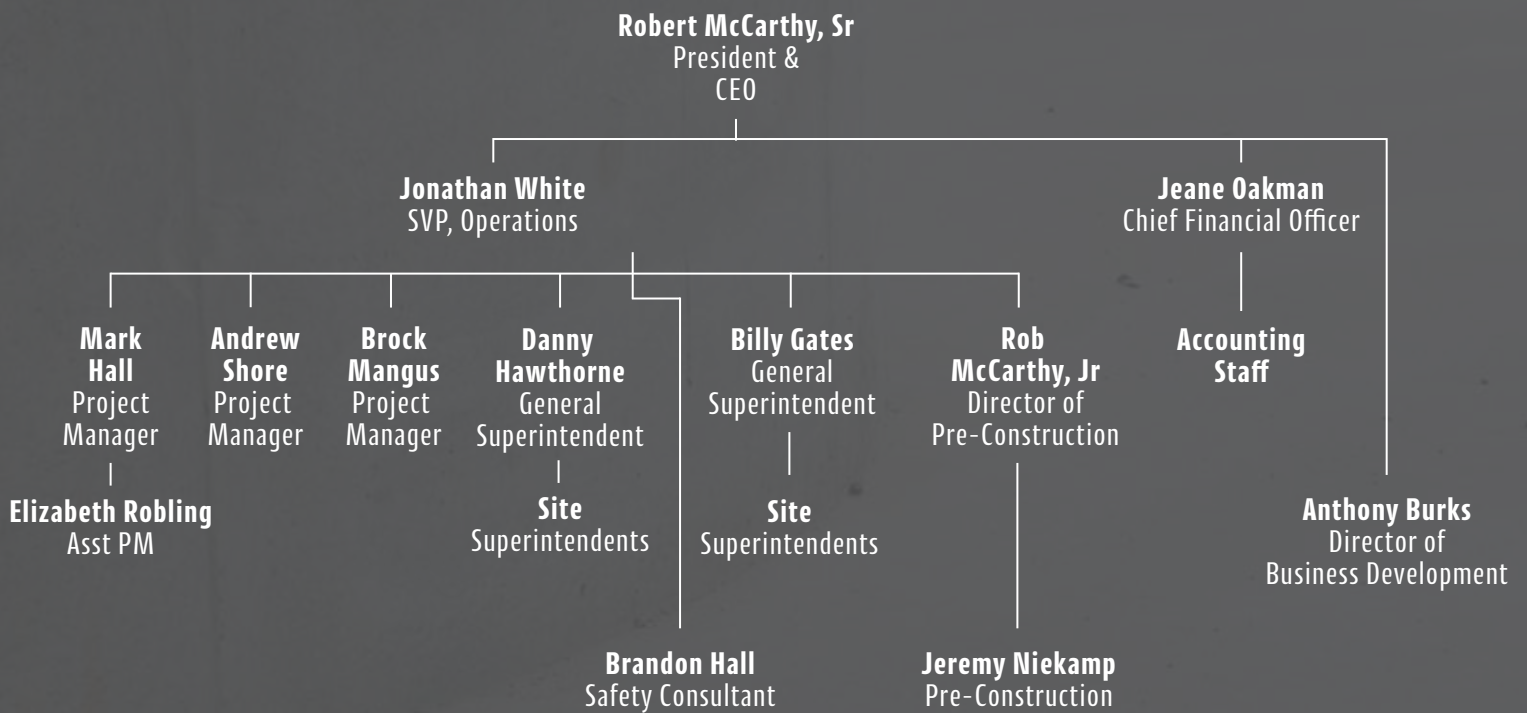 Robert McCarthy, Sr
President &
CEO
Jonathan White
SVP, Operations
Jeane Oakman
Chief Financial Officer
Mark
Hall
Project
Manager
Andrew
Shore
Project
Manager
Brock
Mangus
Project
Manager
Danny
Hawthorne
General
Superintendent
Billy Gates
General
Superintendent
Rob
McCarthy, Jr
Director of
Pre-Construction
Accounting
Staff
Elizabeth Robling
Asst PM
Site
Superintendents
Site
Superintendents
Anthony Burks
Director of
Business Development
Brandon Hall
Safety Consultant
Jeremy Niekamp
Pre-Construction